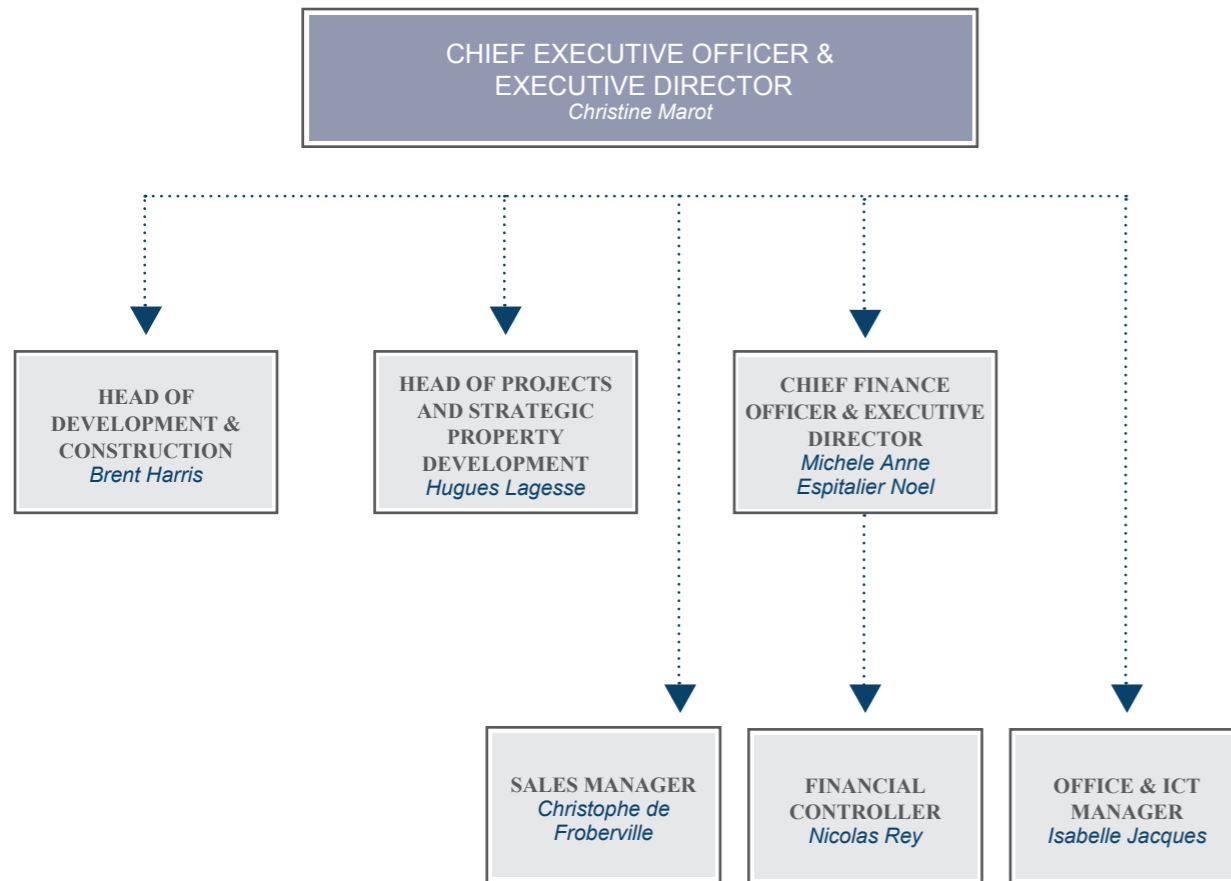 CHIEF EXECUTIVE OFFICER &
EXECUTIVE DIRECTOR
Christine Marot
HEAD OF
DEVELOPMENT &
CONSTRUCTION
Brent Harris
HEAD OF PROJECTS
AND STRATEGIC
PROPERTY
DEVELOPMENT
Hugues Lagesse
CHIEF FINANCE
OFFICER & EXECUTIVE
DIRECTOR
Michele Anne
Espitalier Noel
SALES MANAGER
Christophe de
Froberville
FINANCIAL
CONTROLLER
Nicolas Rey
OFFICE & ICT
MANAGER
Isabelle Jacques